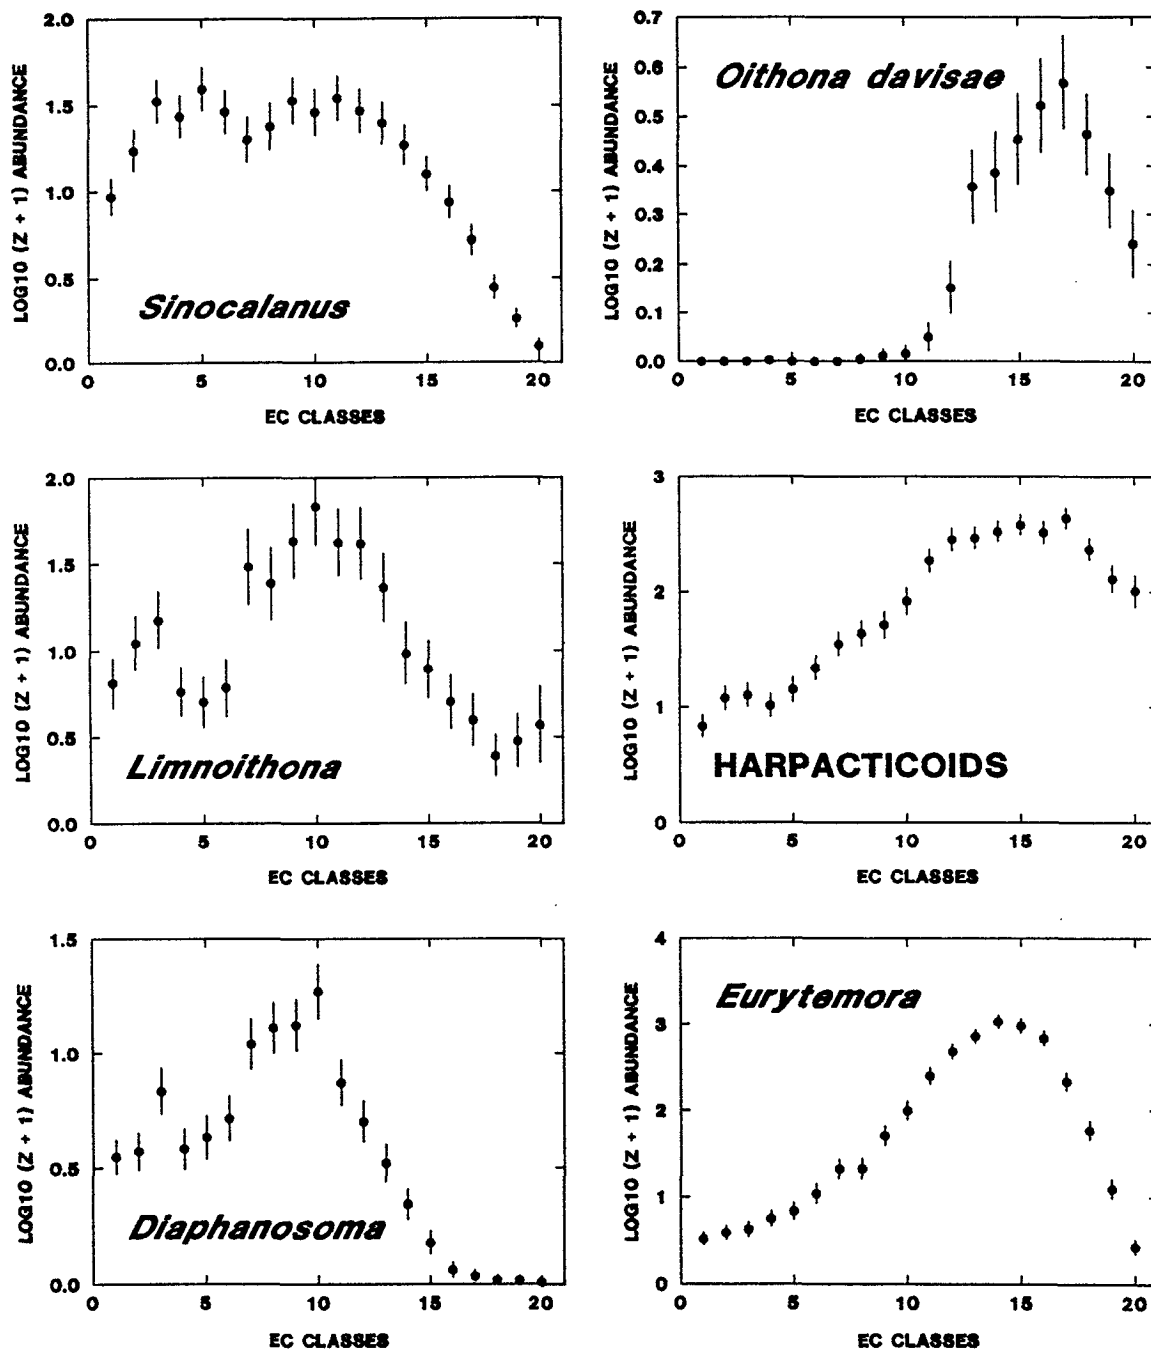 2.0
1.5
1.0
0.5
0.0
LOG10 (Z + 1) ABUNDANCE
Sinocalanus
0 5 10 15 20
EC CLASSES
0.7
0.6
0.5
0.4
0.3
0.2
0.1
0.0
LOG10 (Z + 1) ABUNDANCE
Oithona davisae
0 5 10 15 20
EC CLASSES
2.0
1.5
1.0
0.5
0.0
LOG10 (Z + 1) ABUNDANCE
Limnoithona
0 5 10 15 20
EC CLASSES
3
2
1
0
LOG10 (Z + 1) ABUNDANCE
HARPACTICOIDS
0 5 10 15 20
EC CLASSES
1.5
1.0
0.5
0.0
LOG10 (Z + 1) ABUNDANCE
Diaphanosoma
0 5 10 15 20
EC CLASSES
4
3
2
1
0
LOG10 (Z + 1) ABUNDANCE
Eurytemora
0 5 10 15 20
EC CLASSES